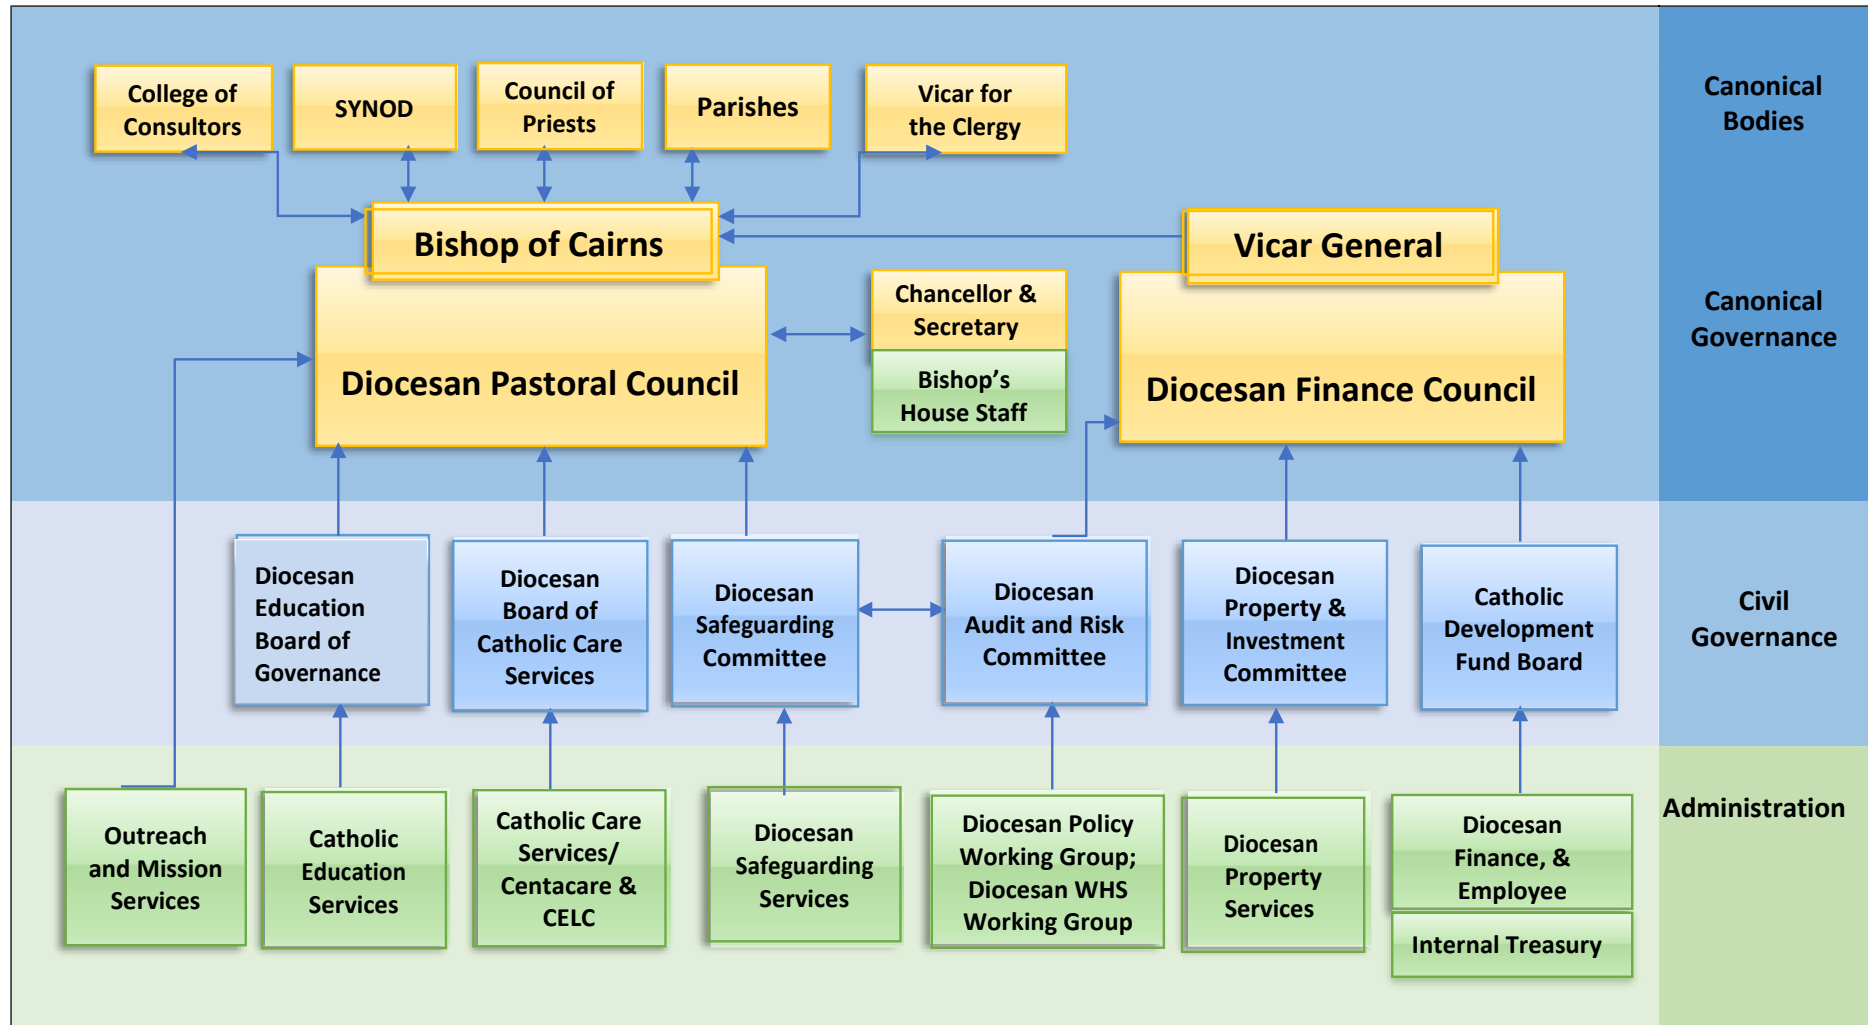 College of
Consultors
SYNOD
Council of
Priests
Parishes
Vicar for
the Clergy
Canonical
Bodies
Bishop of Cairns
Vicar General
Chancellor &
Secretary
Canonical
Governance
Diocesan Pastoral Council
Bishop’s
House Staff
Diocesan Finance Council
Diocesan
Education
Board of
Governance
Diocesan
Board of
Catholic Care
Services
Diocesan
Safeguarding
Committee
Diocesan
Audit and Risk
Committee
Diocesan
Property &
Investment
Committee
Catholic
Development
Fund Board
Civil
Governance
Outreach
and Mission
Services
Catholic
Education
Services
Catholic Care
Services/
Centacare &
CELC
Diocesan
Safeguarding
Services
Diocesan Policy
Working Group;
Diocesan WHS
Working Group
Diocesan
Property
Services
Diocesan
Finance, &
Employee
Internal Treasury
Administration